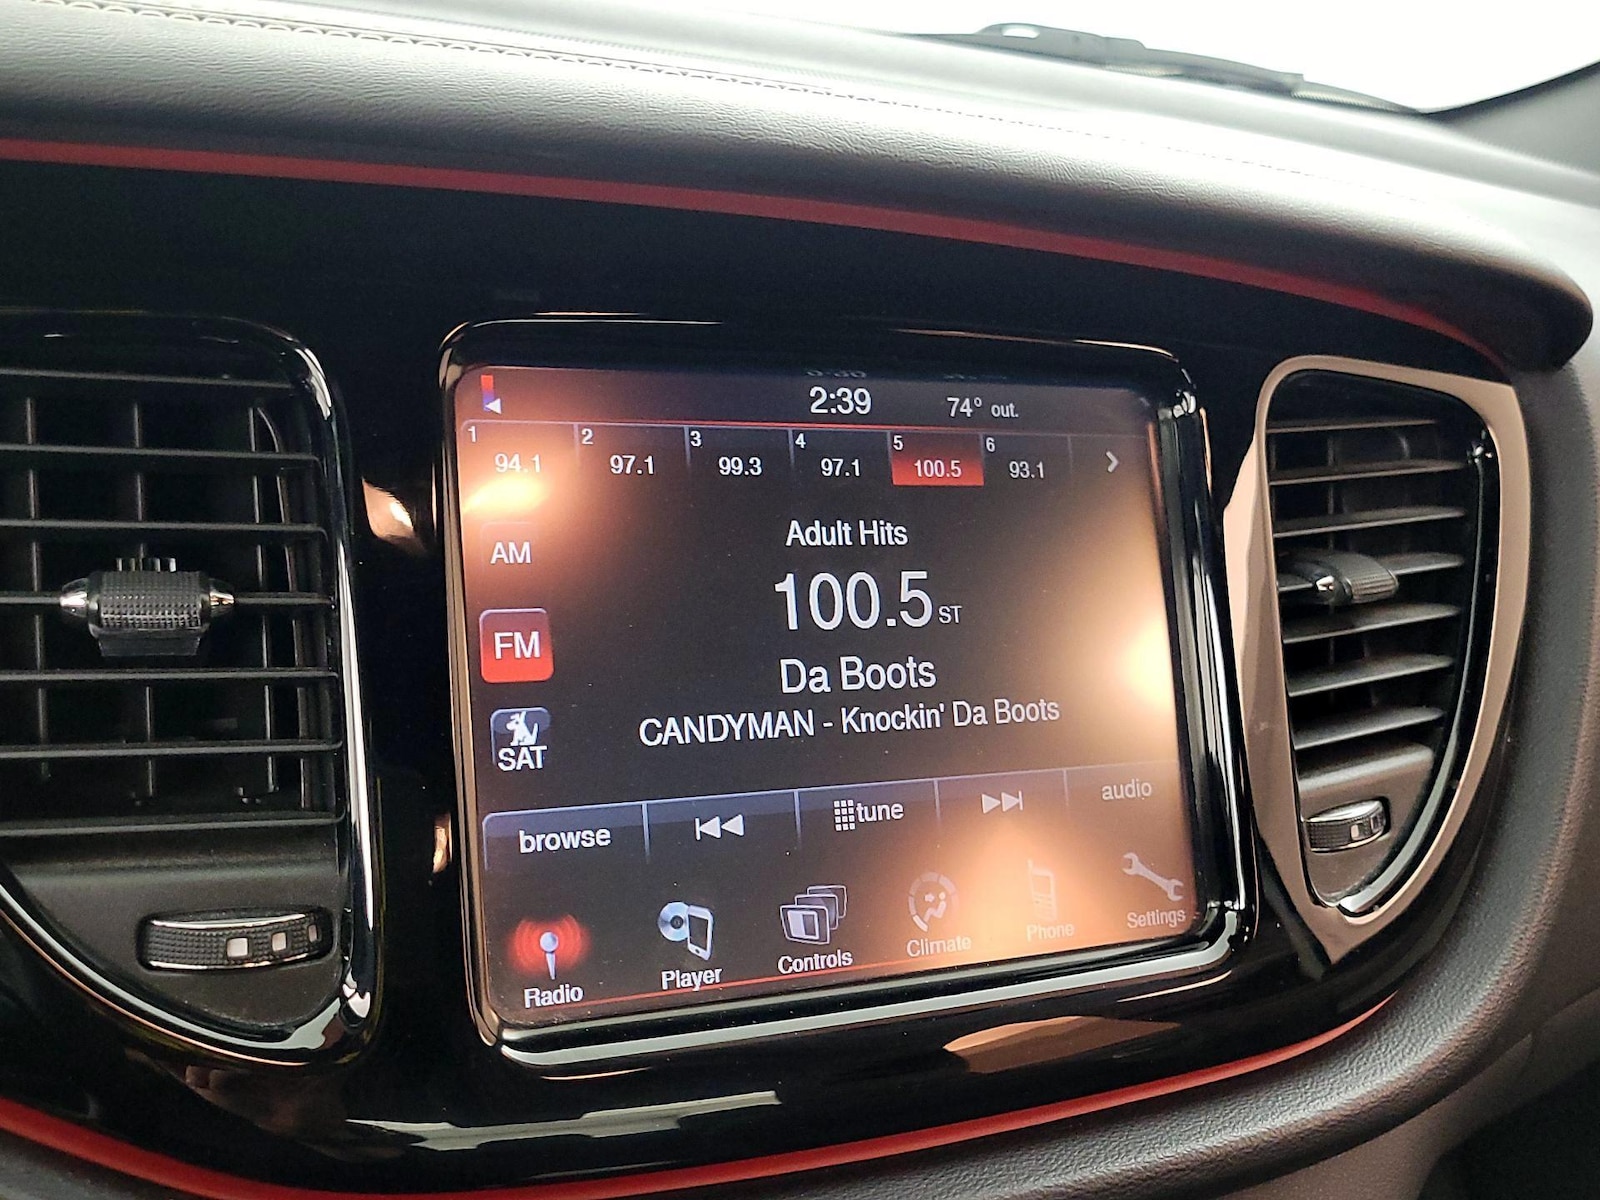 2:39 74° out.
1 2 3 4 5 6
94.1 97.1 99.3 97.1 100.5 93.1
Adult Hits
AM
100.5 ST
FM
Da Boots
CANDYMAN - Knockin' Da Boots
SAT
browse tune audio
Radio Player Controls Climate Phone Settings